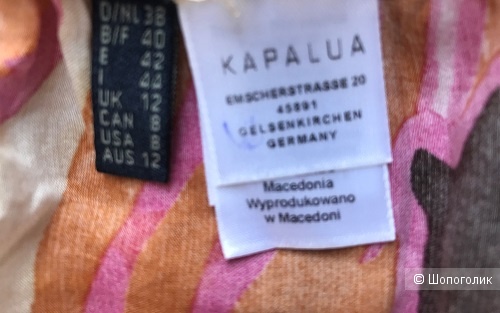 D/NL 38
B/F 40
E 42
I 44
UK 12
CAN 8
USA 8
AUS 12
KAPALUA
EMSCHERSTRASSE 20
45891
GELSENKIRCHEN
GERMANY
Macedonia
Wyprodukowano
w Macedoni
© Шопоголик